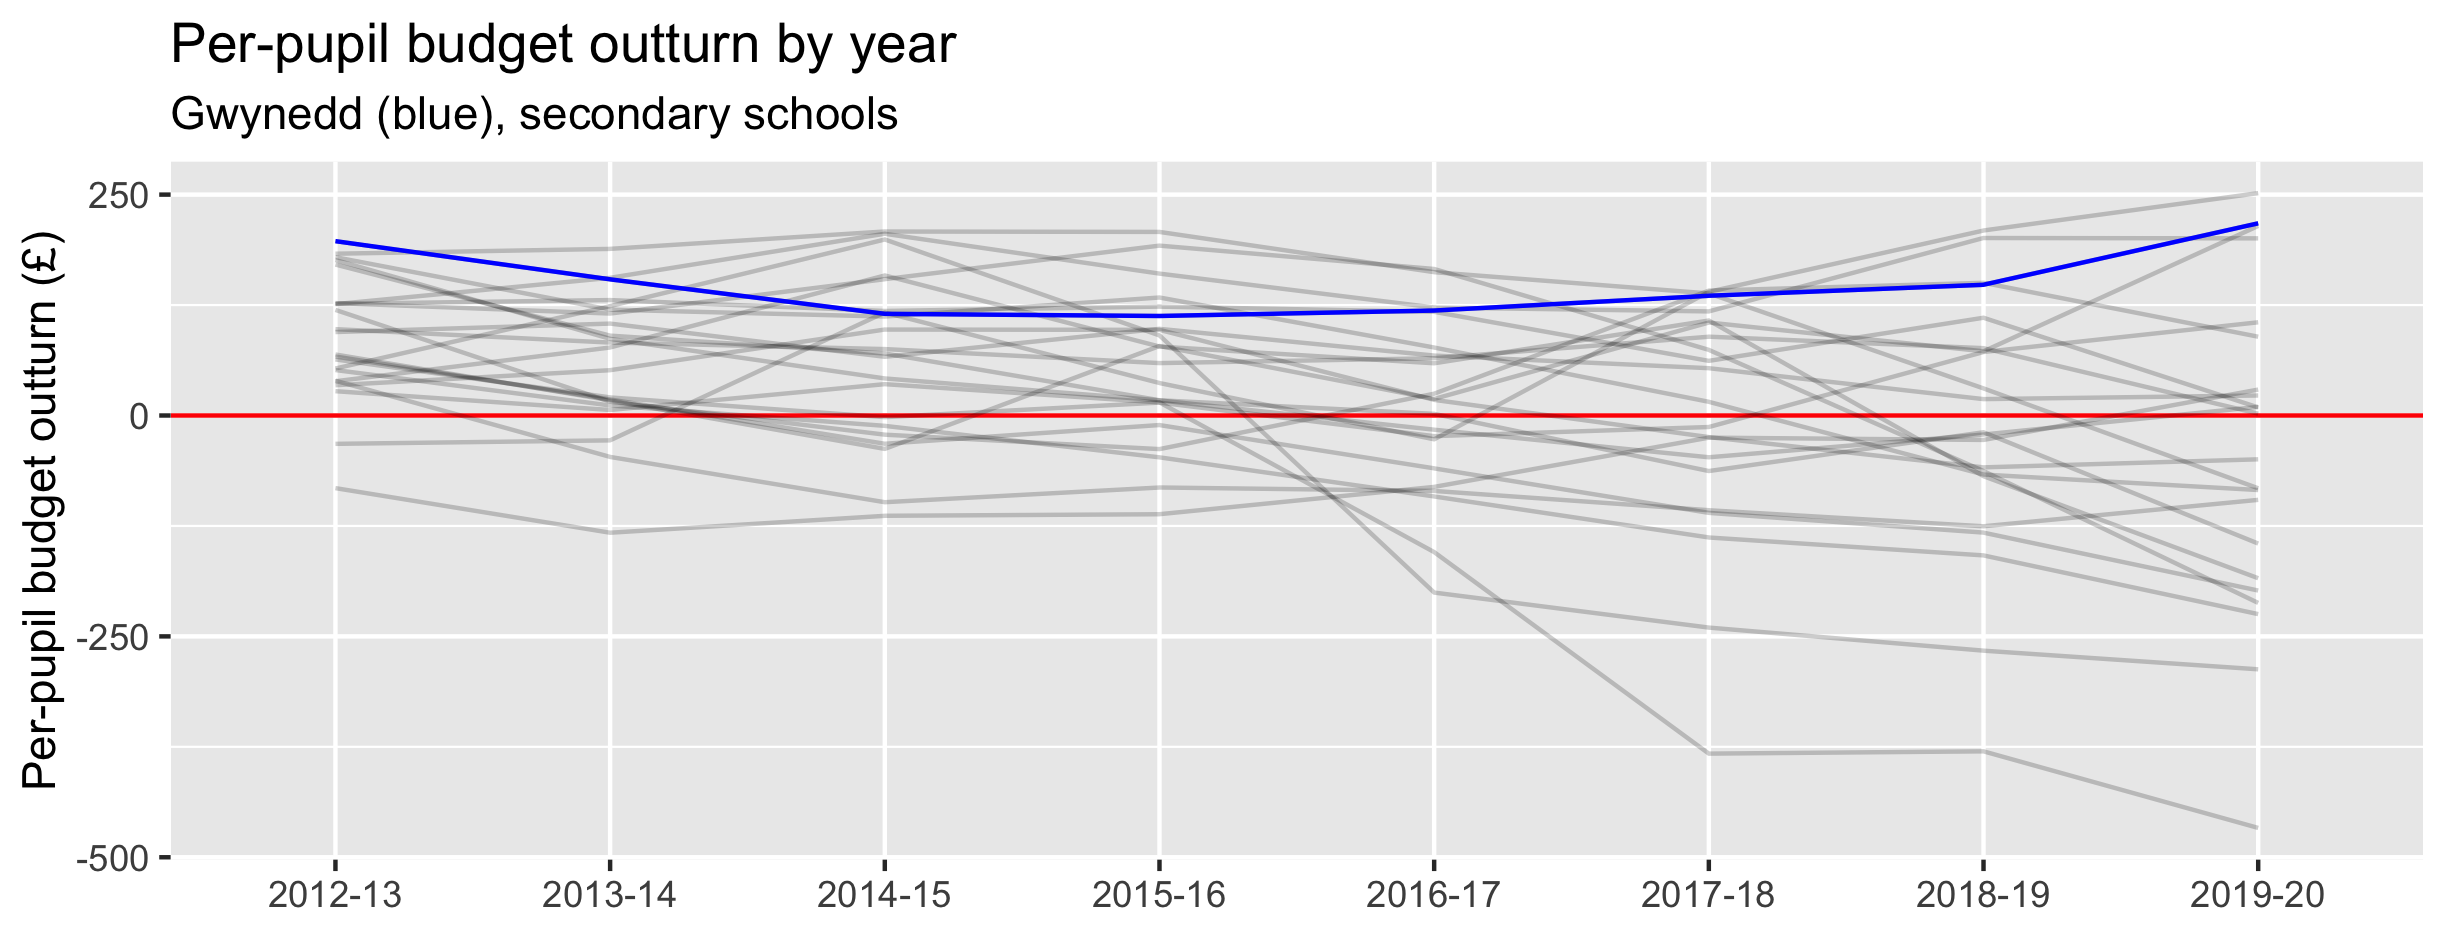 Per-pupil budget outturn by year
Gwynedd (blue), secondary schools
Per-pupil budget outturn (£)
250
0
-250
-500
2012-13 2013-14 2014-15 2015-16 2016-17 2017-18 2018-19 2019-20